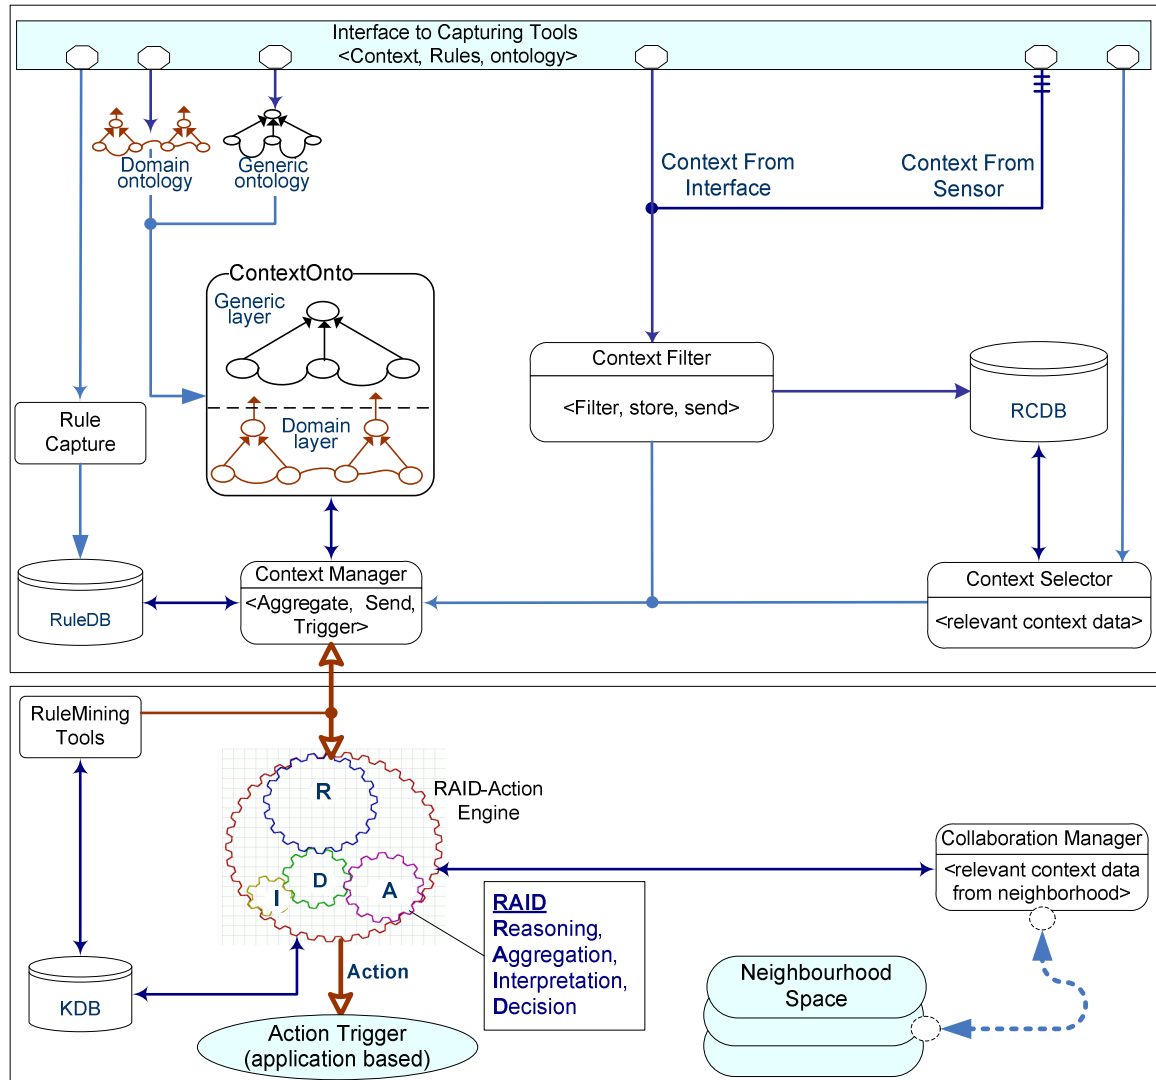 Interface to Capturing Tools
<Context, Rules, ontology>
Domain
ontology
Generic
ontology
Context From
Interface
Context From
Sensor
ContextOnto
Generic
layer
Domain
layer
Rule
Capture
Context Filter
<Filter, store, send>
RCDB
RuleDB
Context Manager
<Aggregate, Send,
Trigger>
Context Selector
<relevant context data>
RuleMining
Tools
R
D
I
A
RAID-Action
Engine
Collaboration Manager
<relevant context data
from neighborhood>
RAID
Reasoning,
Aggregation,
Interpretation,
Decision
KDB
Action
Action Trigger
(application based)
Neighbourhood
Space